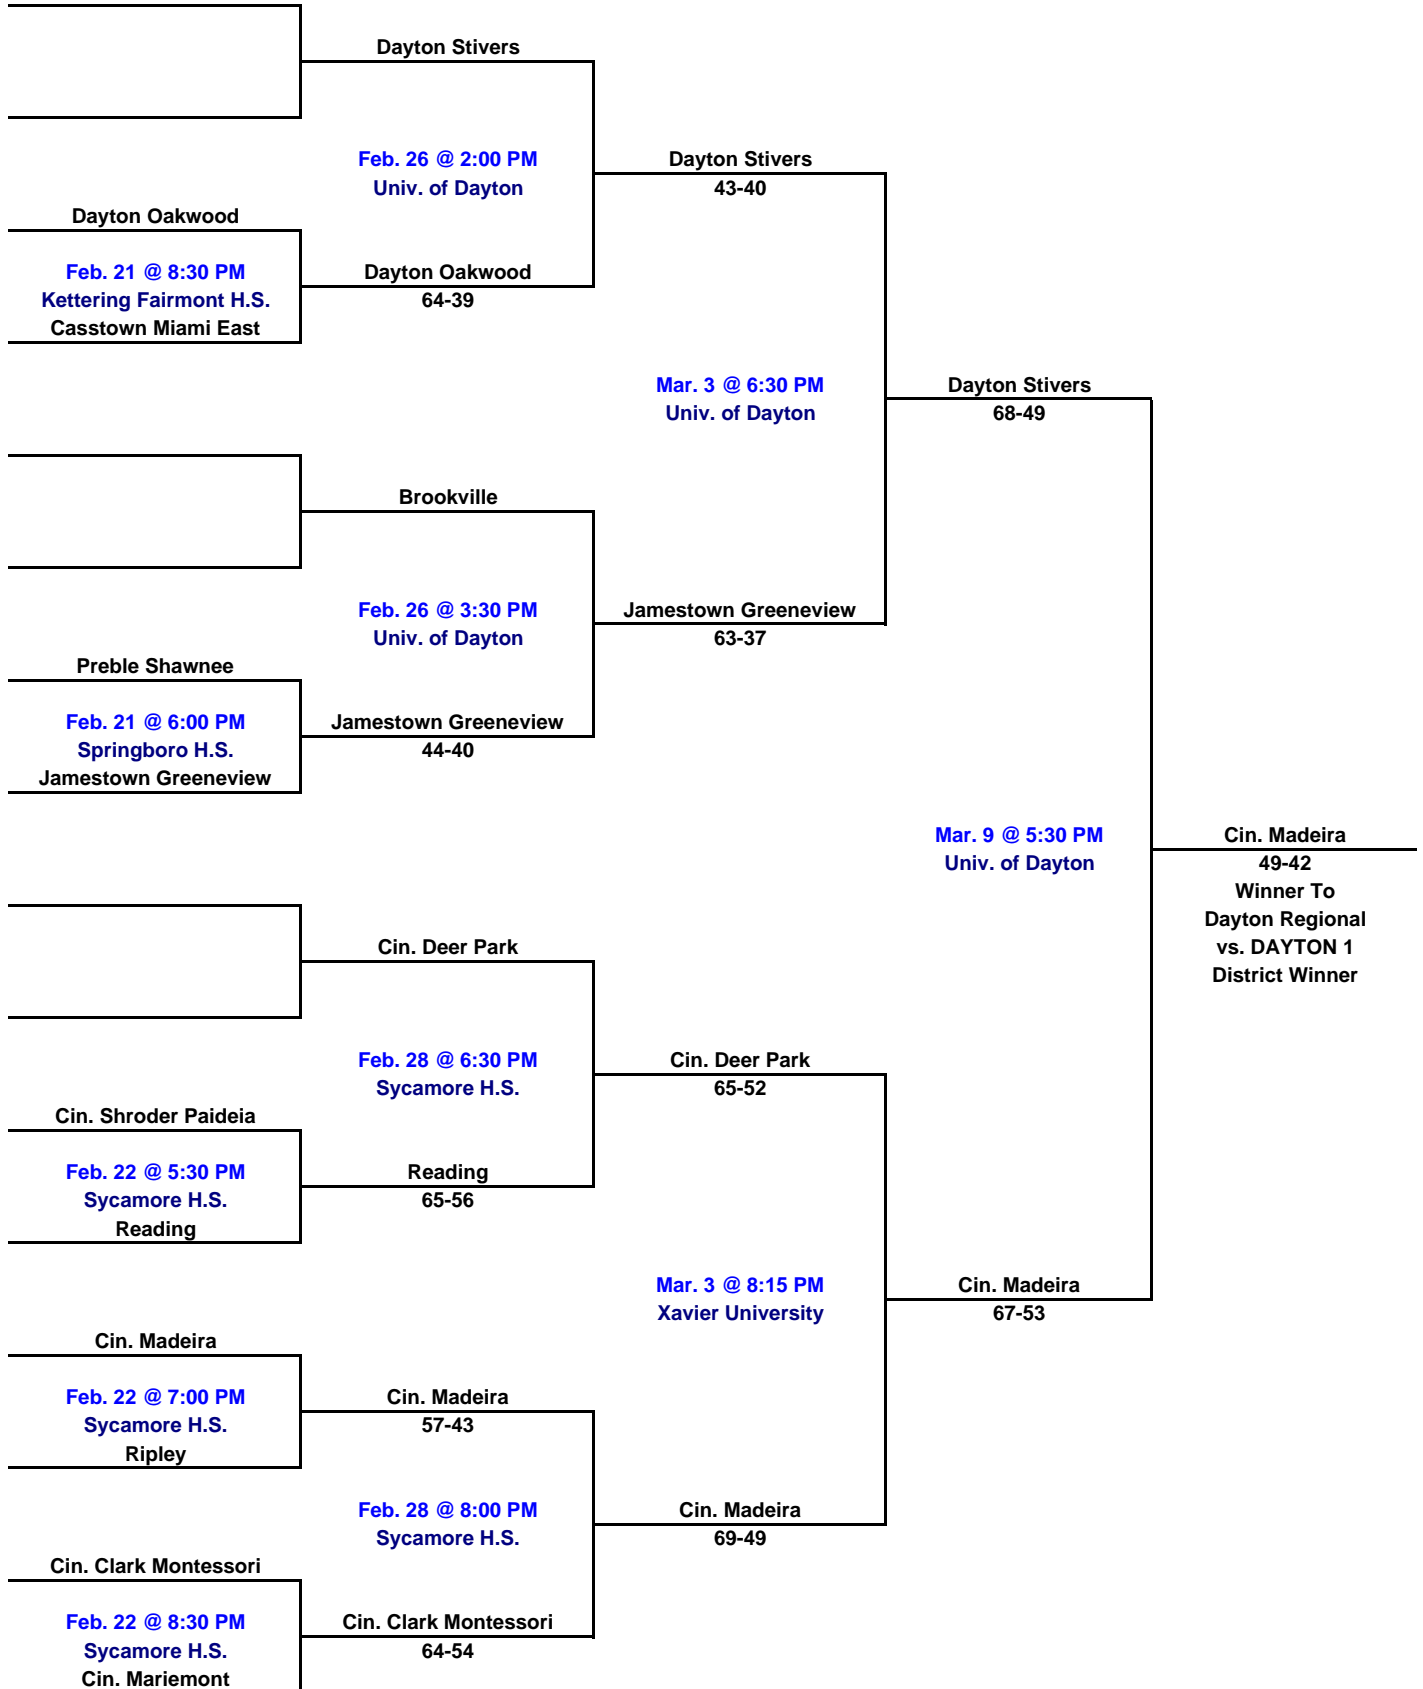 Dayton Stivers
Feb. 26 @ 2:00 PM
Univ. of Dayton
Dayton Stivers
43-40
Dayton Oakwood
Feb. 21 @ 8:30 PM
Kettering Fairmont H.S.
Casstown Miami East
Dayton Oakwood
64-39
Mar. 3 @ 6:30 PM
Univ. of Dayton
Dayton Stivers
68-49
Brookville
Feb. 26 @ 3:30 PM
Univ. of Dayton
Jamestown Greeneview
63-37
Preble Shawnee
Feb. 21 @ 6:00 PM
Springboro H.S.
Jamestown Greeneview
Jamestown Greeneview
44-40
Mar. 9 @ 5:30 PM
Univ. of Dayton
Cin. Madeira
49-42
Winner To
Dayton Regional
vs. DAYTON 1
District Winner
Cin. Deer Park
Feb. 28 @ 6:30 PM
Sycamore H.S.
Cin. Deer Park
65-52
Cin. Shroder Paideia
Feb. 22 @ 5:30 PM
Sycamore H.S.
Reading
Reading
65-56
Mar. 3 @ 8:15 PM
Xavier University
Cin. Madeira
67-53
Cin. Madeira
Feb. 22 @ 7:00 PM
Sycamore H.S.
Ripley
Cin. Madeira
57-43
Feb. 28 @ 8:00 PM
Sycamore H.S.
Cin. Madeira
69-49
Cin. Clark Montessori
Feb. 22 @ 8:30 PM
Sycamore H.S.
Cin. Mariemont
Cin. Clark Montessori
64-54